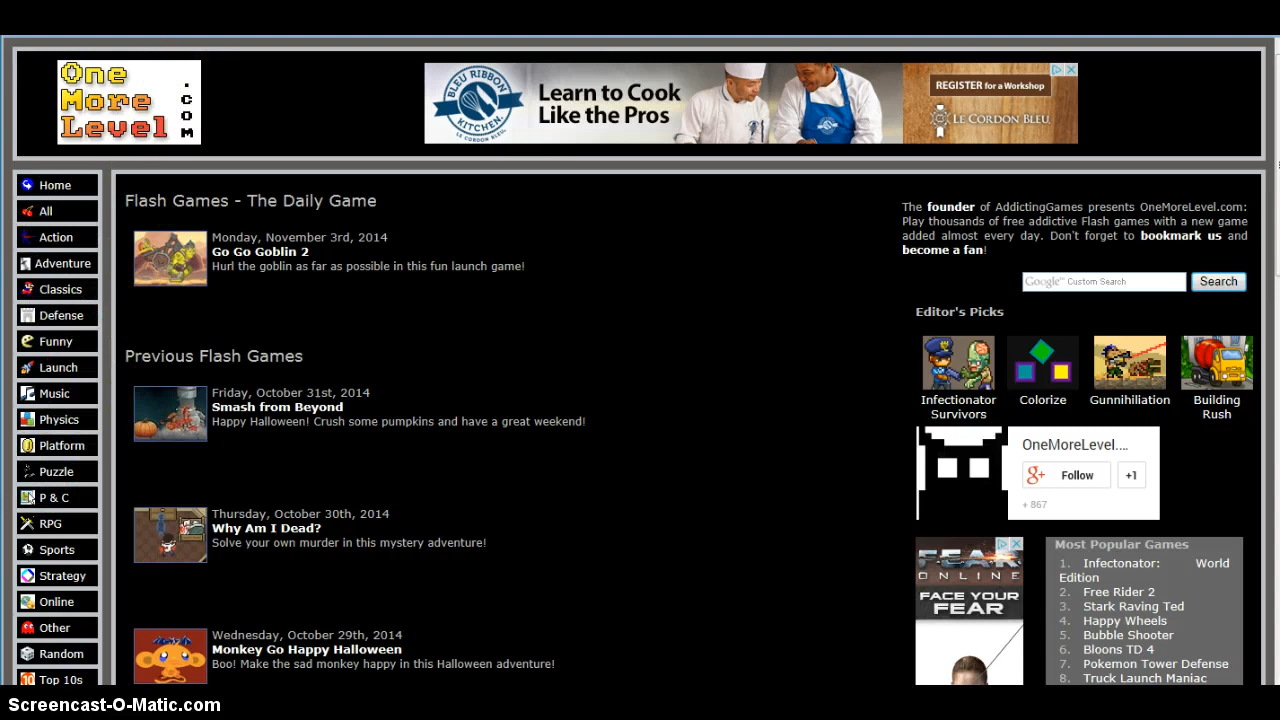 One
More
Level
.com
BLEU RIBBON
KITCHEN.
LE CORDON BLEU
Learn to Cook
Like the Pros
REGISTER for a Workshop
LE CORDON BLEU
Home
All
Action
Adventure
Classics
Defense
Funny
Launch
Music
Physics
Platform
Puzzle
P & C
RPG
Sports
Strategy
Online
Other
Random
10 Top 10s
Flash Games - The Daily Game
Monday, November 3rd, 2014
Go Go Goblin 2
Hurl the goblin as far as possible in this fun launch game!
Previous Flash Games
Friday, October 31st, 2014
Smash from Beyond
Happy Halloween! Crush some pumpkins and have a great weekend!
Thursday, October 30th, 2014
Why Am I Dead?
Solve your own murder in this mystery adventure!
Wednesday, October 29th, 2014
Monkey Go Happy Halloween
Boo! Make the sad monkey happy in this Halloween adventure!
The founder of AddictingGames presents OneMoreLevel.com:
Play thousands of free addictive Flash games with a new game
added almost every day. Don't forget to bookmark us and
become a fan!
Google™ Custom Search
Search
Editor's Picks
Infectionator
Survivors
Colorize
Gunnihiliation
Building
Rush
OneMoreLevel....
g+ Follow
+1
+ 867
FEAR
ONLINE
FACE YOUR
FEAR
Most Popular Games
1. Infectonator: World
Edition
2. Free Rider 2
3. Stark Raving Ted
4. Happy Wheels
5. Bubble Shooter
6. Bloons TD 4
7. Pokemon Tower Defense
8. Truck Launch Maniac
Screencast-O-Matic.com